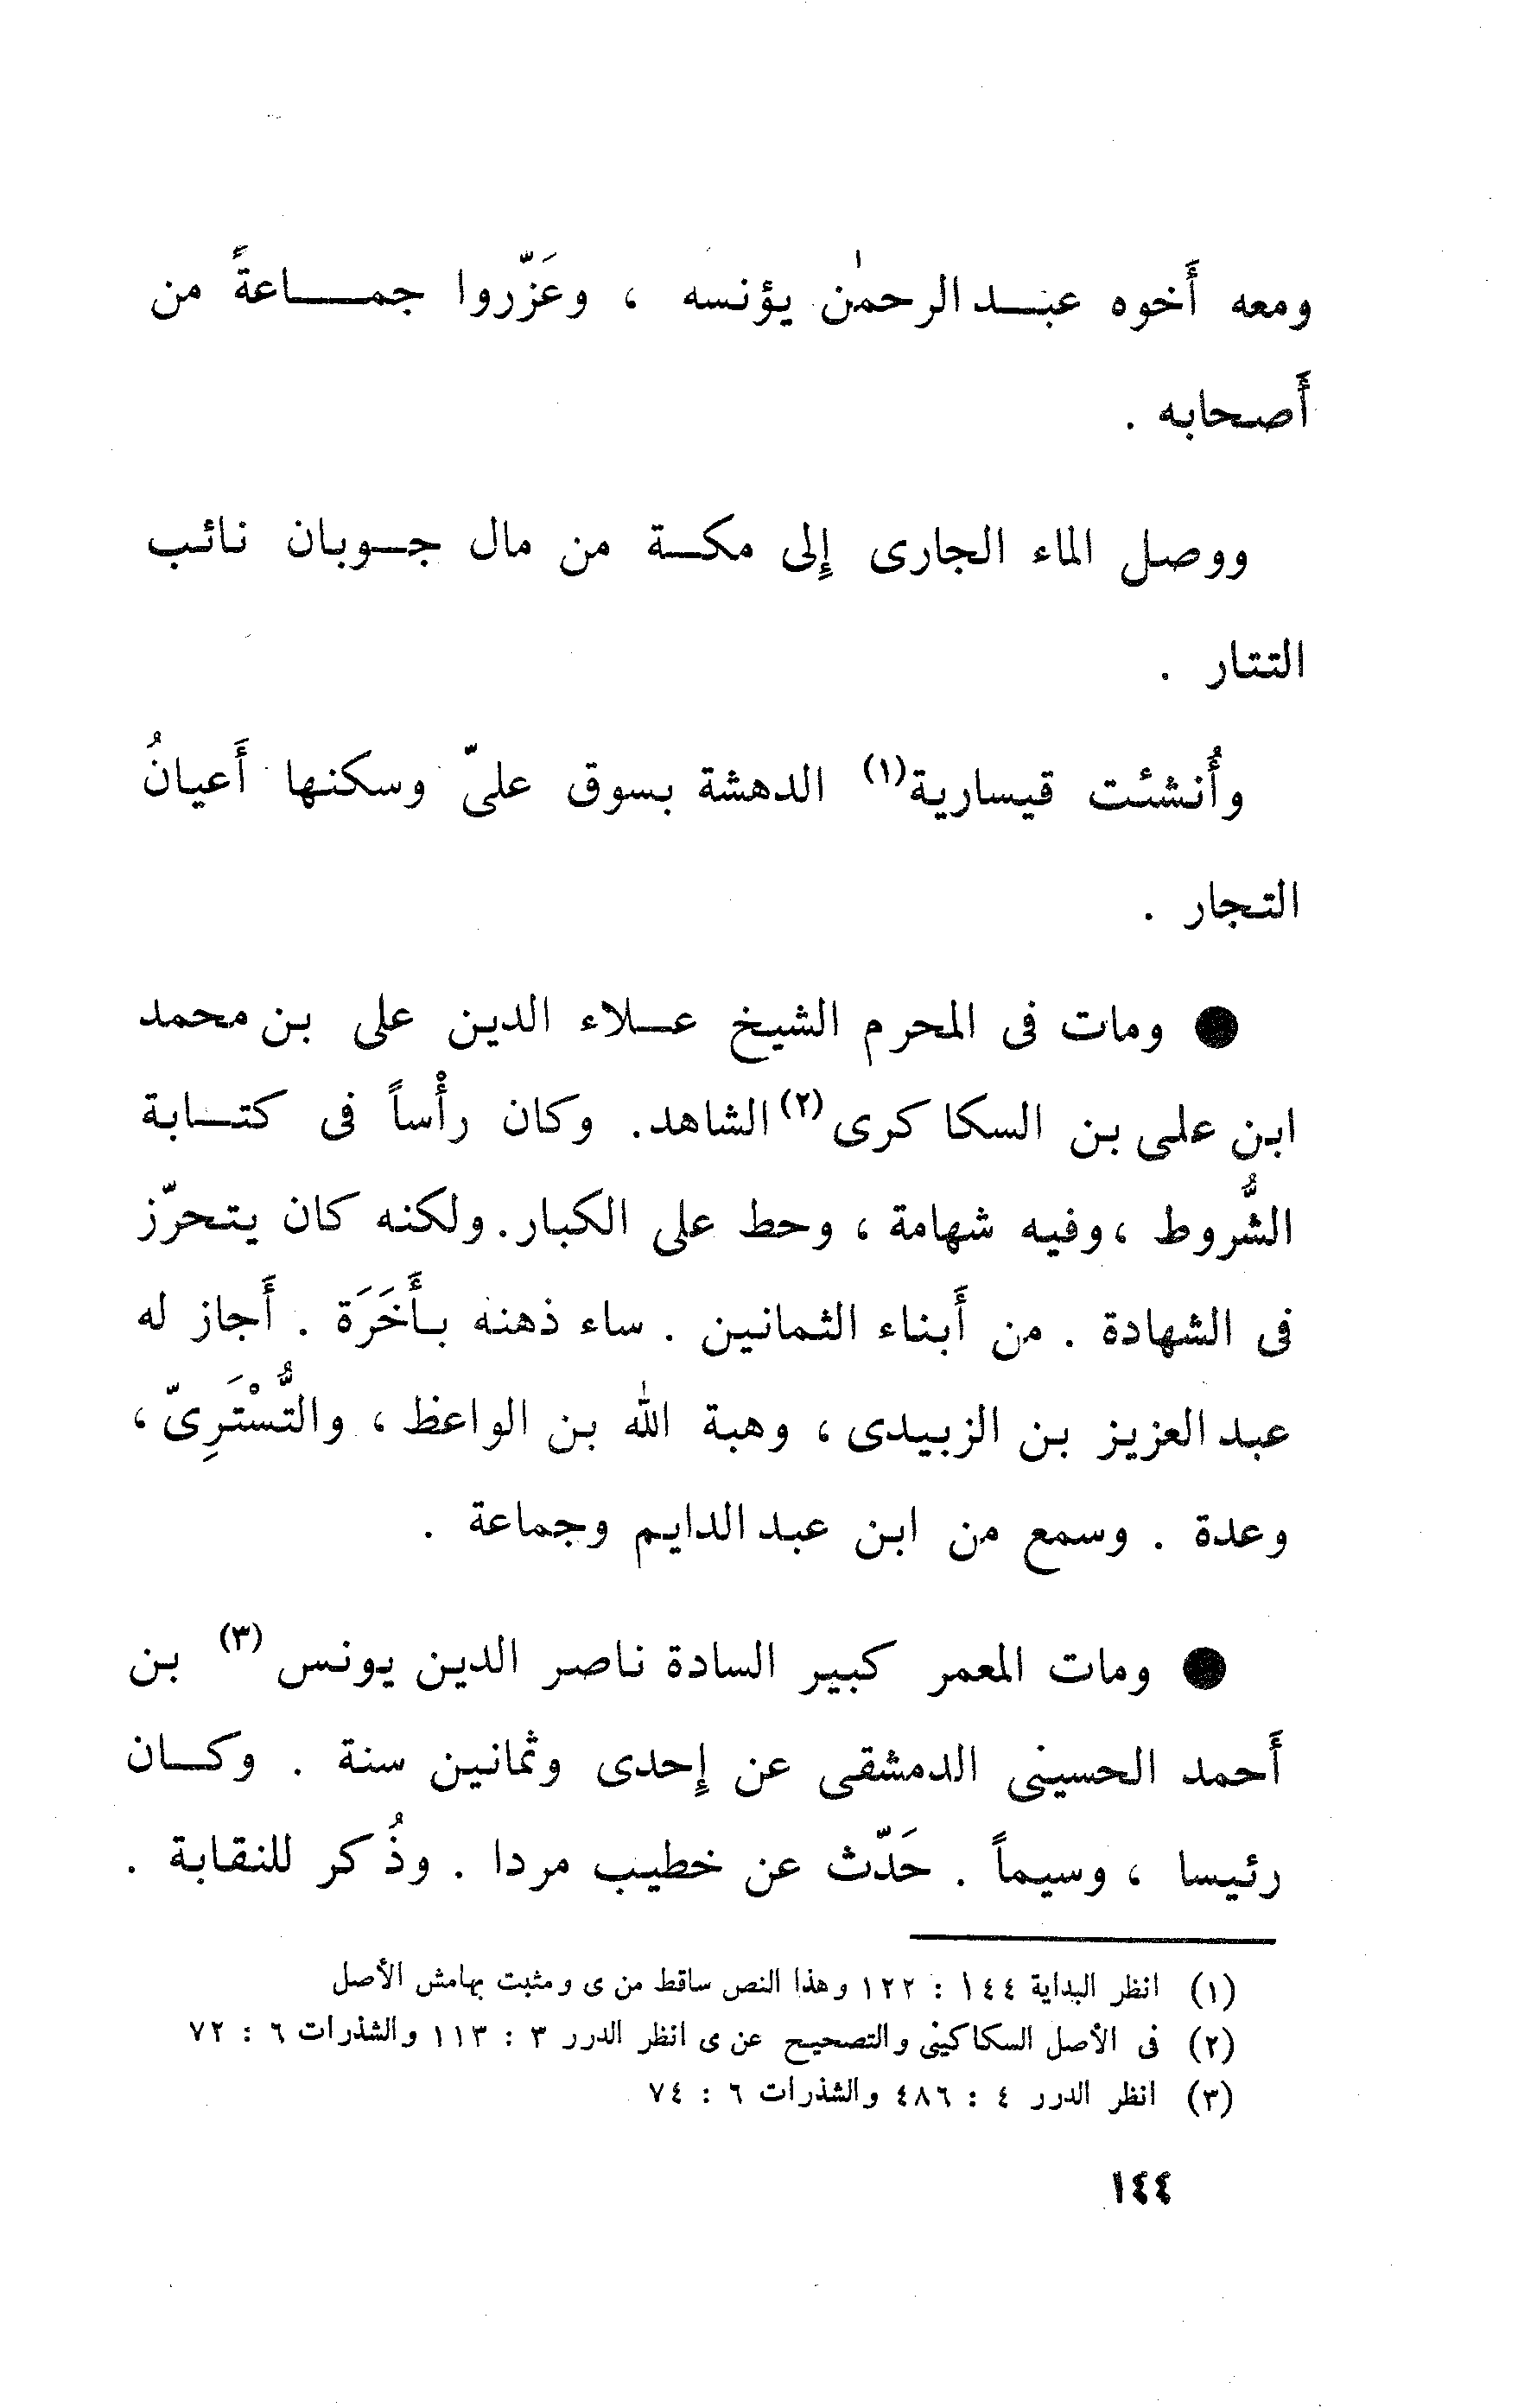 ومعه أَخوه عبد الرحمٰن يؤنسه ، وعَزّروا جماعةً من
أَصحابه .
ووصل الماء الجارى إِلى مكة من مال جوبان نائب
التتار .
وأُنشئت قيسارية(١) الدهشة بسوق علىّ وسكنها أَعيانُ
التجار .
● ومات فى المحرم الشيخ علاء الدين على بن محمد
ابن على بن السكاكرى(٢) الشاهد. وكان رأْساً فى كتابة
الشُّروط ، وفيه شهامة ، وحط على الكبار. ولكنه كان يتحرّز
فى الشهادة . من أَبناء الثمانين . ساء ذهنه بأَخَرَة . أَجاز له
عبد العزيز بن الزبيدى ، وهبة الله بن الواعظ ، والتُّسْتَرِىّ ،
وعدة . وسمع من ابن عبد الدايم وجماعة .
● ومات المعمر كبير السادة ناصر الدين يونس(٣) بن
أَحمد الحسينى الدمشقى عن إِحدى وثمانين سنة . وكان
رئيسا ، وسيماً . حَدّث عن خطيب مردا . وذُكر للنقابة .
(١) انظر البداية ١٤٤ : ١٢٢ وهذا النص ساقط من ى ومثبت بهامش الأصل
(٢) فى الأصل السكاكينى والتصحيح عن ى انظر الدرر ٣ : ١١٣ والشذرات ٦ : ٧٢
(٣) انظر الدرر ٤ : ٤٨٦ والشذرات ٦ : ٧٤
١٤٤